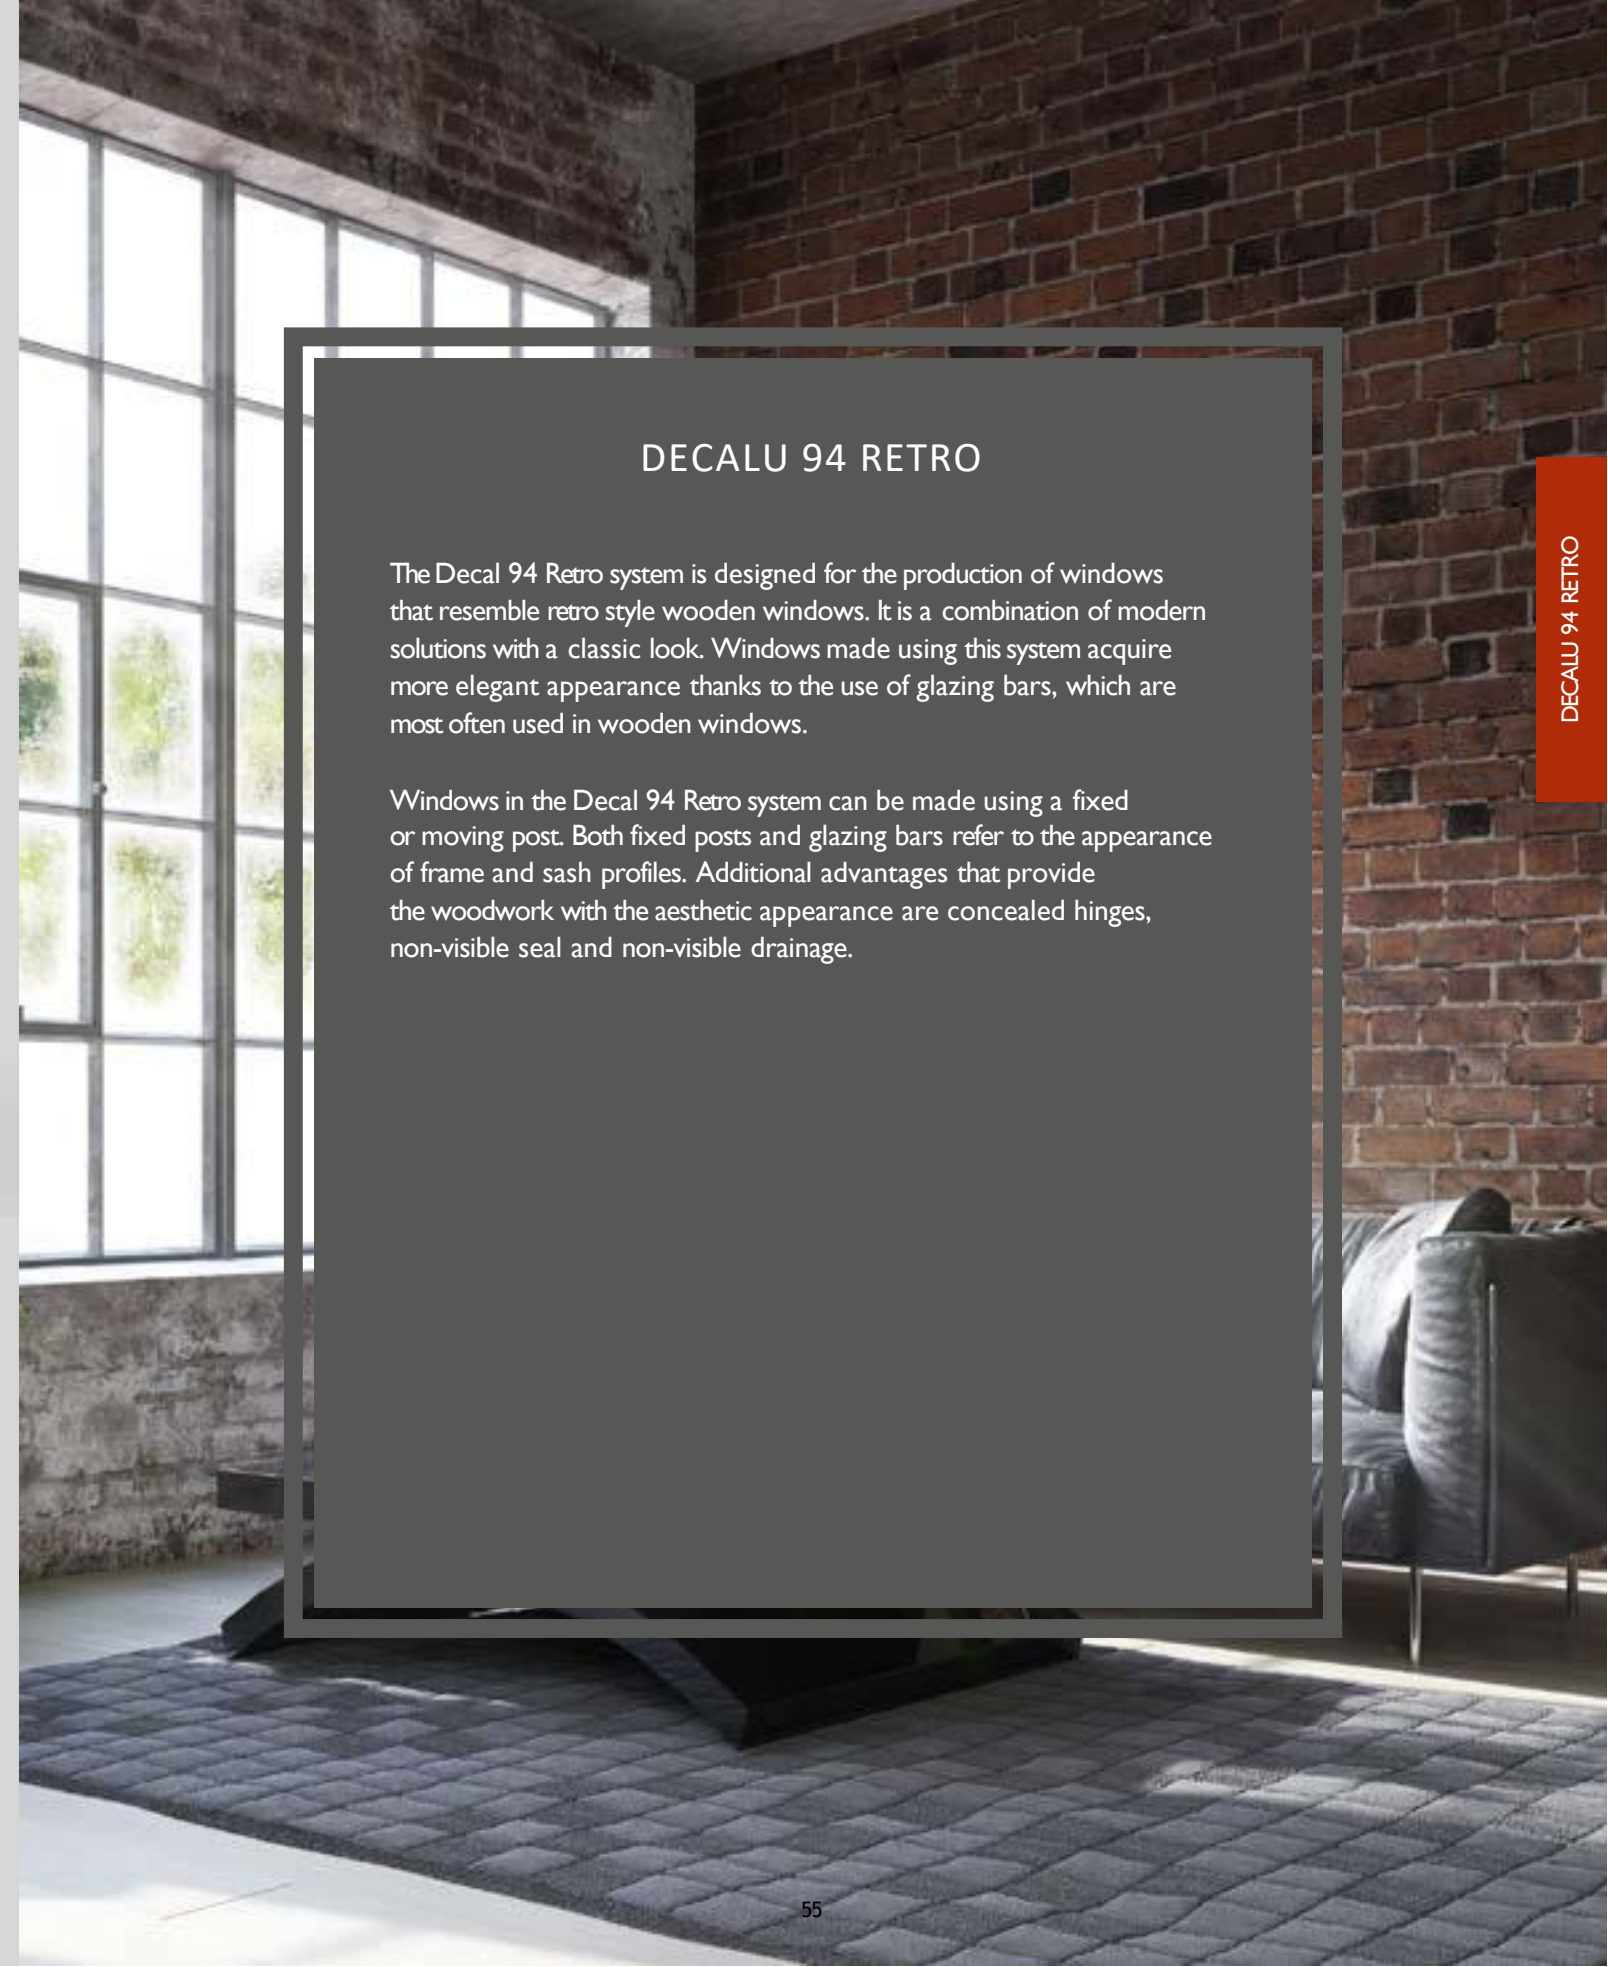 DECALU 94 RETRO
The Decal 94 Retro system is designed for the production of windows
that resemble retro style wooden windows. It is a combination of modern
solutions with a classic look. Windows made using this system acquire
more elegant appearance thanks to the use of glazing bars, which are
most often used in wooden windows.
Windows in the Decal 94 Retro system can be made using a fixed
or moving post. Both fixed posts and glazing bars refer to the appearance
of frame and sash profiles. Additional advantages that provide
the woodwork with the aesthetic appearance are concealed hinges,
non-visible seal and non-visible drainage.
DECALU 94 RETRO
55